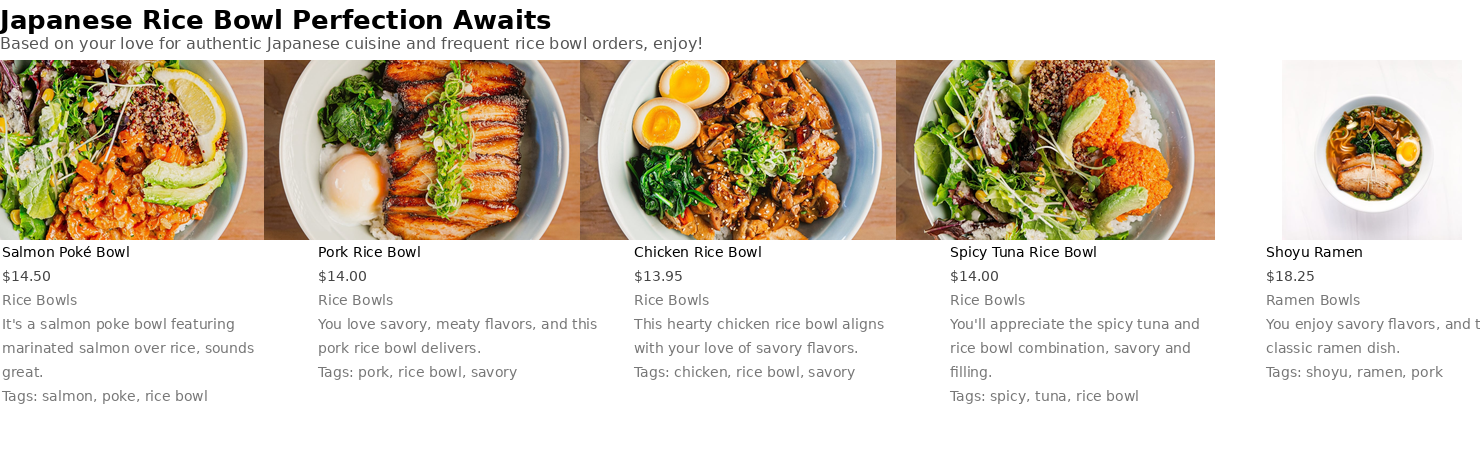 Japanese Rice Bowl Perfection Awaits
Based on your love for authentic Japanese cuisine and frequent rice bowl orders, enjoy!
Salmon Poké Bowl
$14.50
Rice Bowls
It's a salmon poke bowl featuring
marinated salmon over rice, sounds
great.
Tags: salmon, poke, rice bowl
Pork Rice Bowl
$14.00
Rice Bowls
You love savory, meaty flavors, and this
pork rice bowl delivers.
Tags: pork, rice bowl, savory
Chicken Rice Bowl
$13.95
Rice Bowls
This hearty chicken rice bowl aligns
with your love of savory flavors.
Tags: chicken, rice bowl, savory
Spicy Tuna Rice Bowl
$14.00
Rice Bowls
You'll appreciate the spicy tuna and
rice bowl combination, savory and
filling.
Tags: spicy, tuna, rice bowl
Shoyu Ramen
$18.25
Ramen Bowls
You enjoy savory flavors, and
classic ramen dish.
Tags: shoyu, ramen, pork